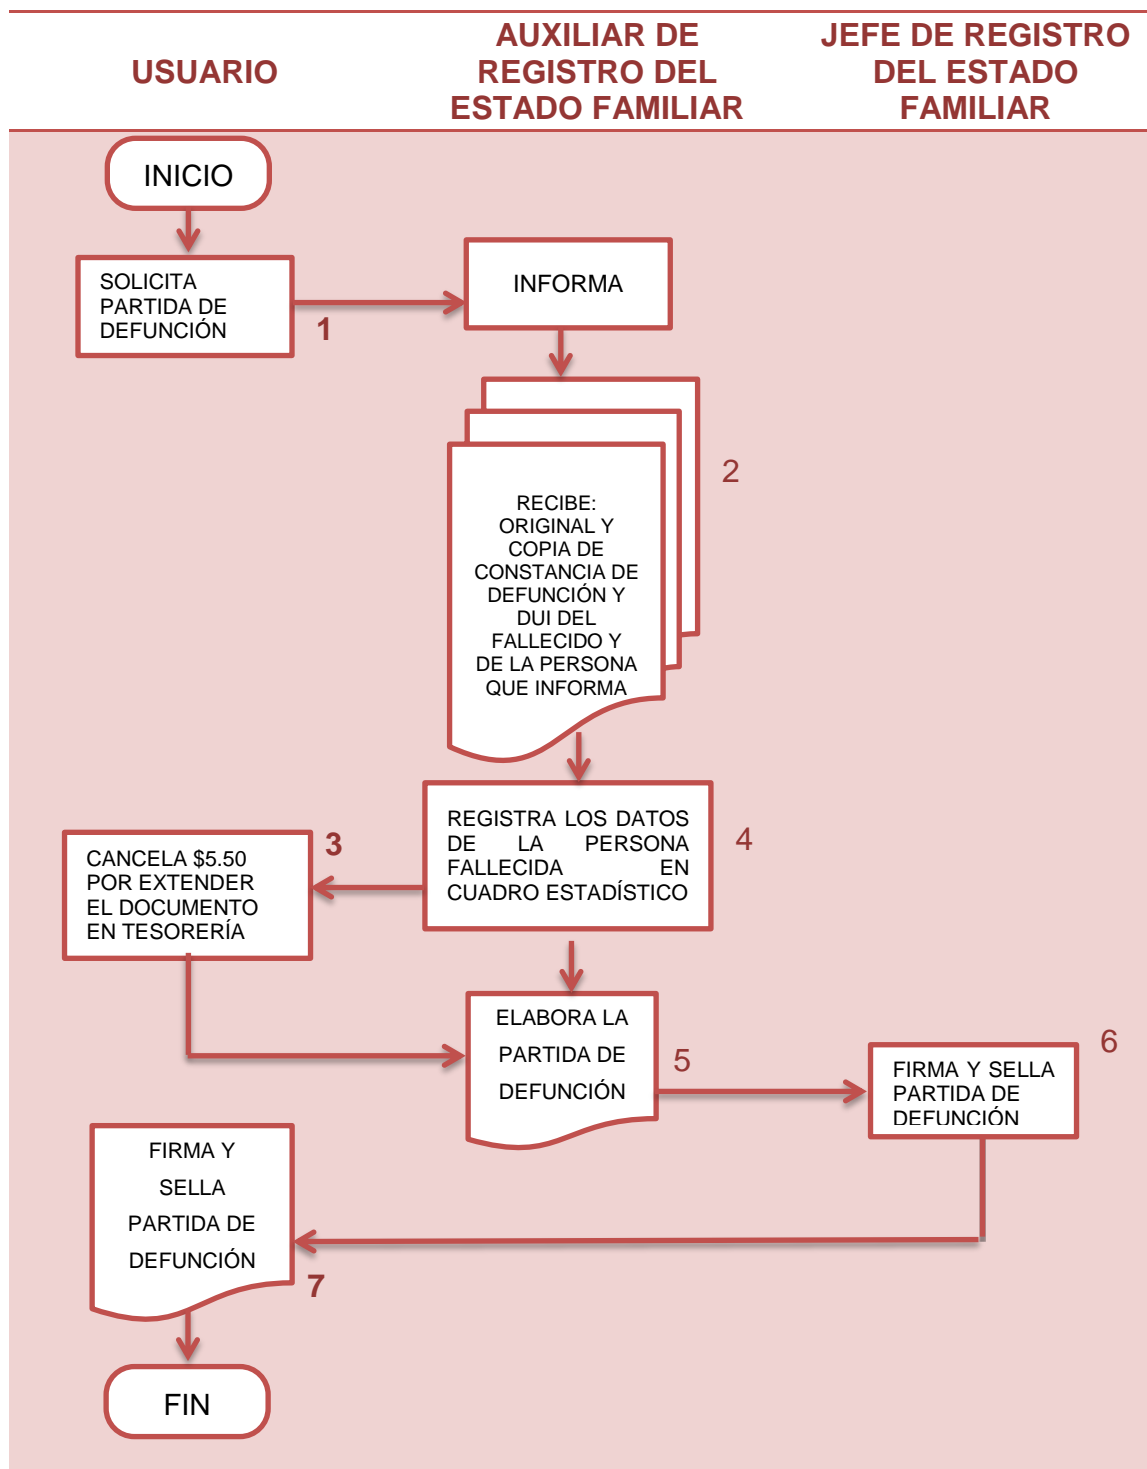 USUARIO
AUXILIAR DE
REGISTRO DEL
ESTADO FAMILIAR
JEFE DE REGISTRO
DEL ESTADO
FAMILIAR
INICIO
SOLICITA
PARTIDA DE
DEFUNCIÓN
1
INFORMA
2
RECIBE:
ORIGINAL Y
COPIA DE
CONSTANCIA DE
DEFUNCIÓN Y
DUI DEL
FALLECIDO Y
DE LA PERSONA
QUE INFORMA
3
CANCELA $5.50
POR EXTENDER
EL DOCUMENTO
EN TESORERÍA
REGISTRA LOS DATOS
DE LA PERSONA
FALLECIDA EN
CUADRO ESTADÍSTICO
4
ELABORA LA
PARTIDA DE
DEFUNCIÓN
5
6
FIRMA Y SELLA
PARTIDA DE
DEFUNCIÓN
FIRMA Y
SELLA
PARTIDA DE
DEFUNCIÓN
7
FIN